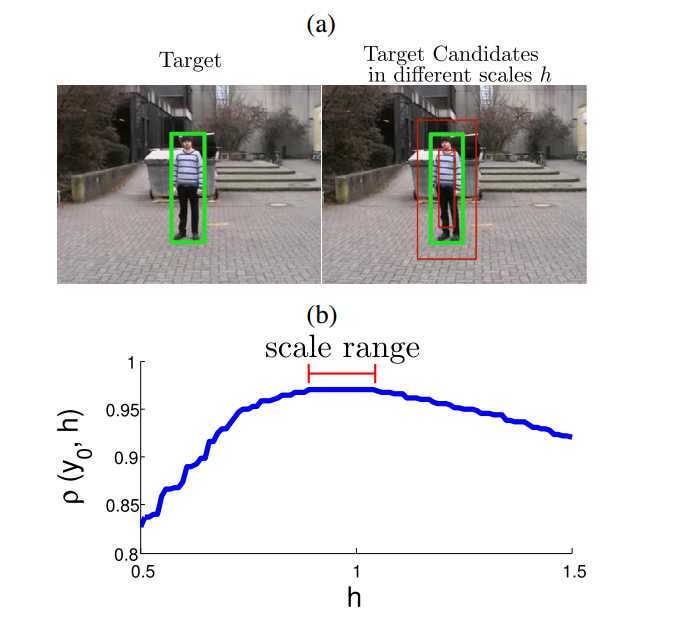 (a)
Target
Target Candidates
in different scales h
(b)
scale range
1
0.95
0.9
0.85
0.8
ρ (y0, h)
0.5
1
1.5
h